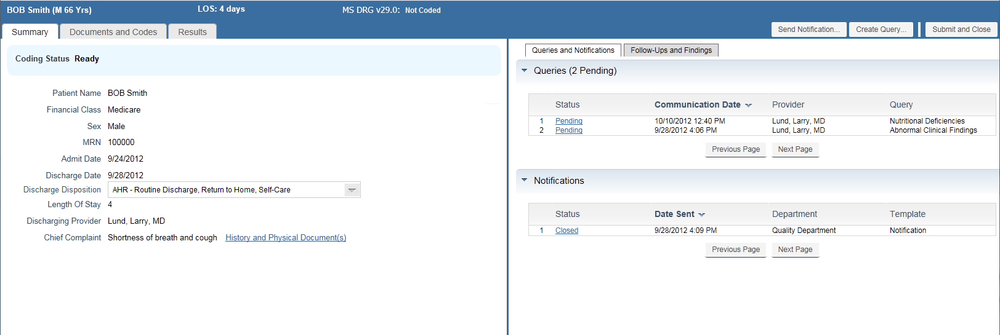 BOB Smith (M 66 Yrs) LOS: 4 days MS DRG v29.0: Not Coded
Summary Documents and Codes Results Send Notification... Create Query... Submit and Close
Coding Status Ready
Patient Name BOB Smith
Financial Class Medicare
Sex Male
MRN 100000
Admit Date 9/24/2012
Discharge Date 9/28/2012
Discharge Disposition AHR - Routine Discharge, Return to Home, Self-Care
Length Of Stay 4
Discharging Provider Lund, Larry, MD
Chief Complaint Shortness of breath and cough History and Physical Document(s)
Queries and Notifications Follow-Ups and Findings
Queries (2 Pending)
Status Communication Date Provider Query
1 Pending 10/10/2012 12:40 PM Lund, Larry, MD Nutritional Deficiencies
2 Pending 9/28/2012 4:06 PM Lund, Larry, MD Abnormal Clinical Findings
Previous Page Next Page
Notifications
Status Date Sent Department Template
1 Closed 9/28/2012 4:09 PM Quality Department Notification
Previous Page Next Page